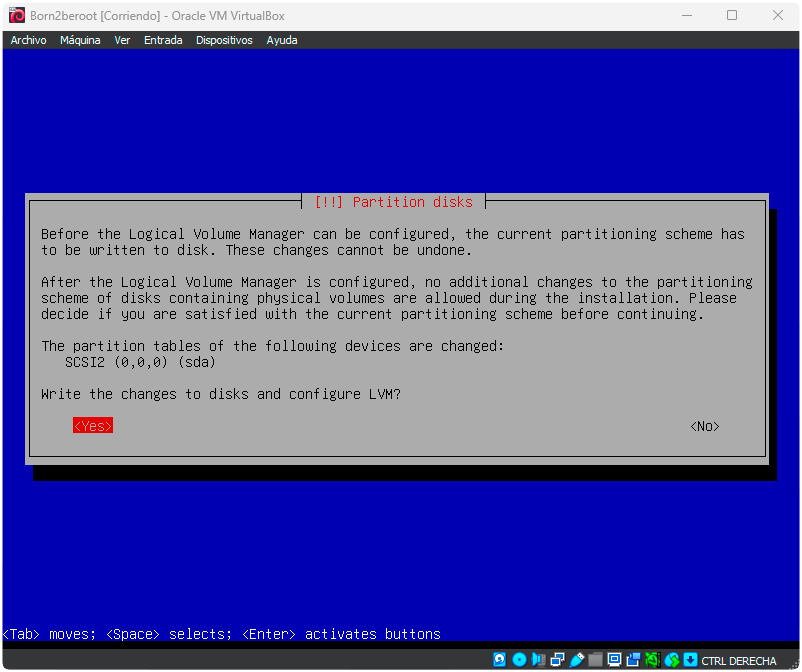 Born2beroot [Corriendo] - Oracle VM VirtualBox
Archivo Máquina Ver Entrada Dispositivos Ayuda
[!!] Partition disks
Before the Logical Volume Manager can be configured, the current partitioning scheme has
to be written to disk. These changes cannot be undone.
After the Logical Volume Manager is configured, no additional changes to the partitioning
scheme of disks containing physical volumes are allowed during the installation. Please
decide if you are satisfied with the current partitioning scheme before continuing.
The partition tables of the following devices are changed:
SCSI2 (0,0,0) (sda)
Write the changes to disks and configure LVM?
<Yes> <No>
<Tab> moves; <Space> selects; <Enter> activates buttons
CTRL DERECHA